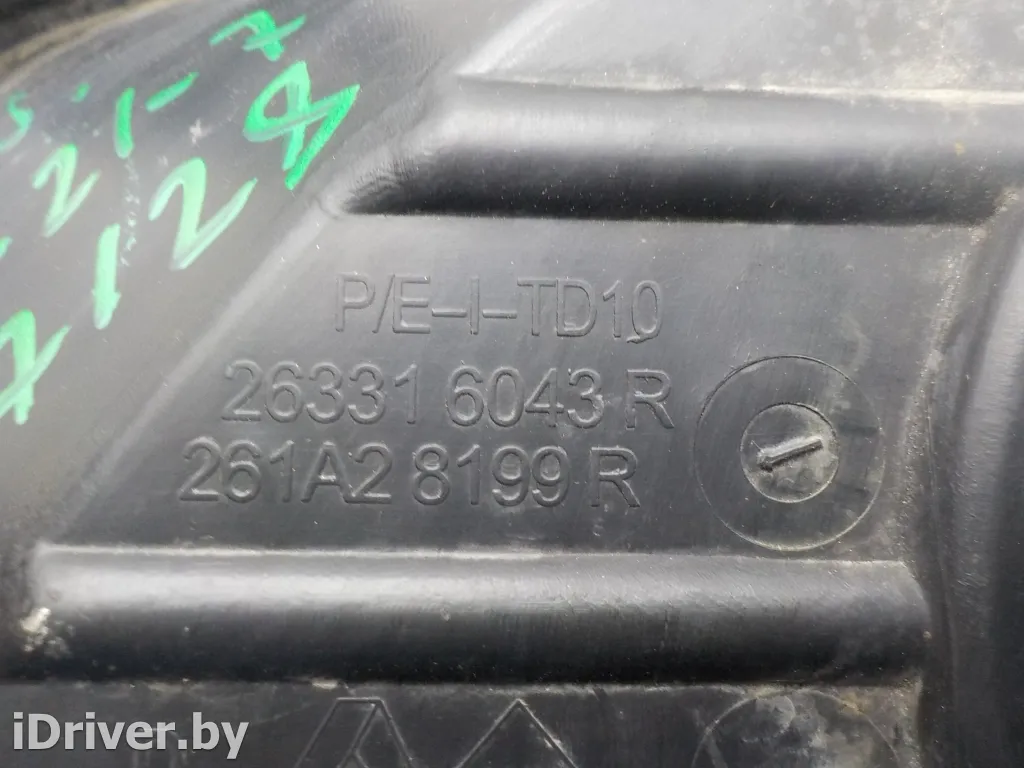 P/E-I-TD10
26331 6043 R
261A2 8199 R
iDriver.by